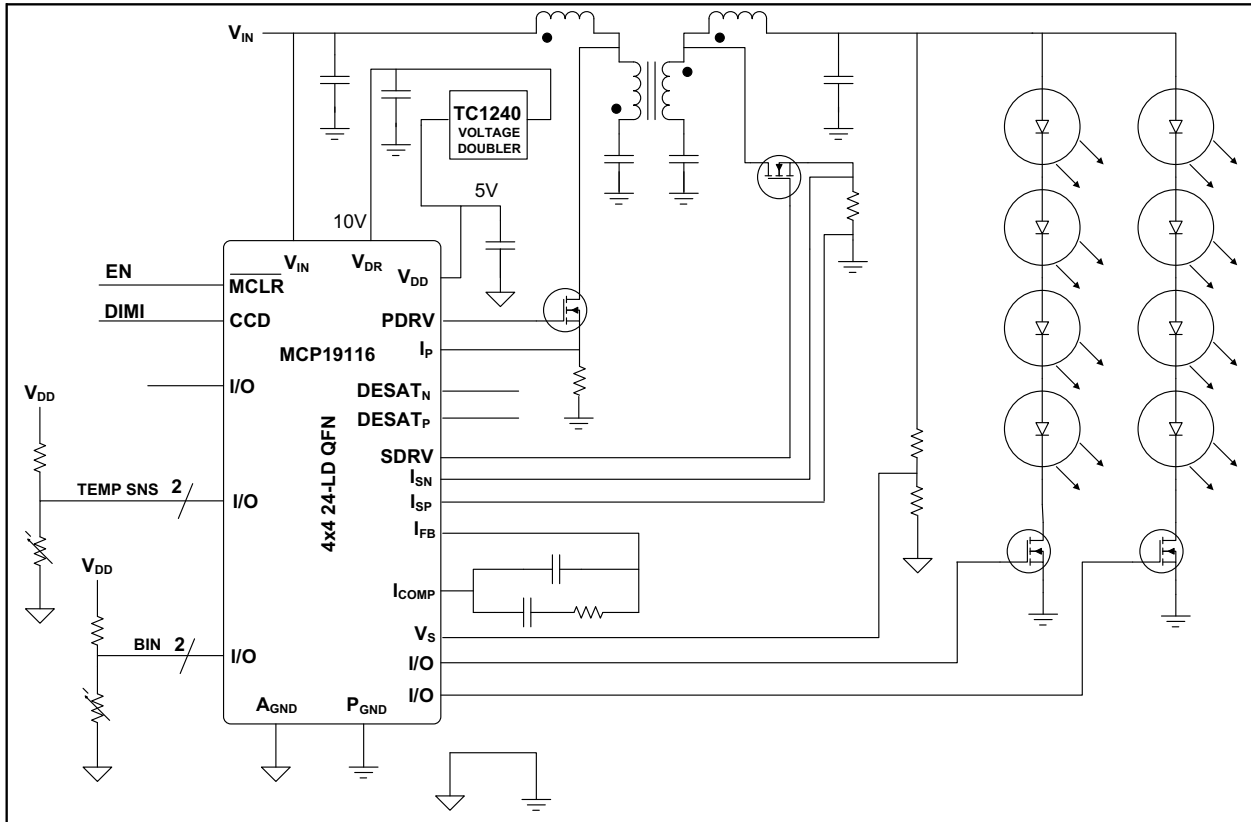 VIN
TC1240
VOLTAGE
DOUBLER
5V
10V
VIN
VDR
VDD
EN
MCLR
DIMI
CCD
PDRV
MCP19116
IP
I/O
VDD
DESATN
DESATP
4x4 24-LD QFN
SDRV
ISN
TEMP SNS
2
I/O
ISP
IFB
VDD
ICOMP
BIN
2
I/O
VS
I/O
I/O
AGND
PGND